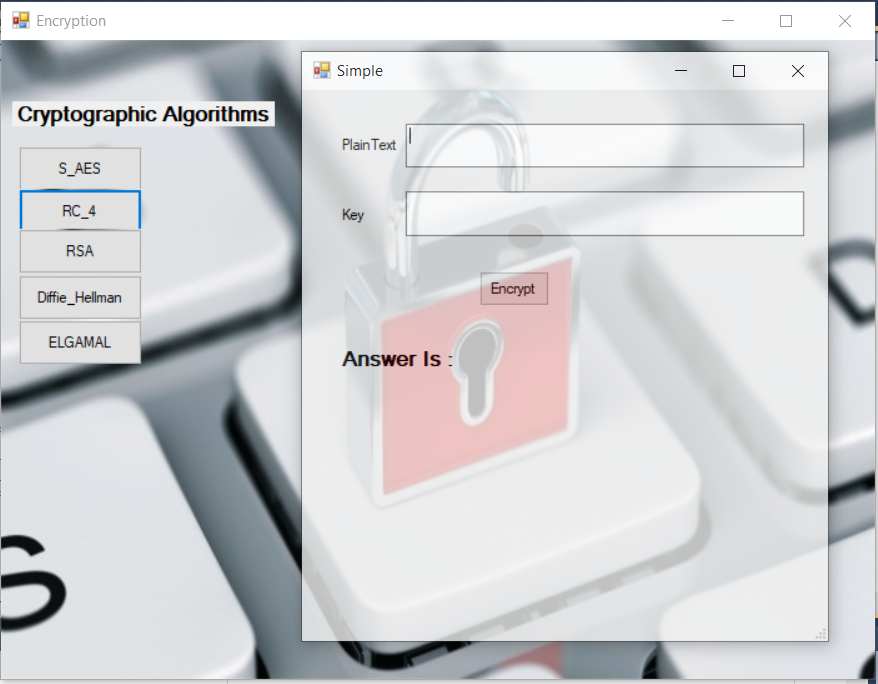 Encryption
Cryptographic Algorithms
S_AES
RC_4
RSA
Diffie_Hellman
ELGAMAL
Simple
PlainText
Key
Encrypt
Answer Is :
S